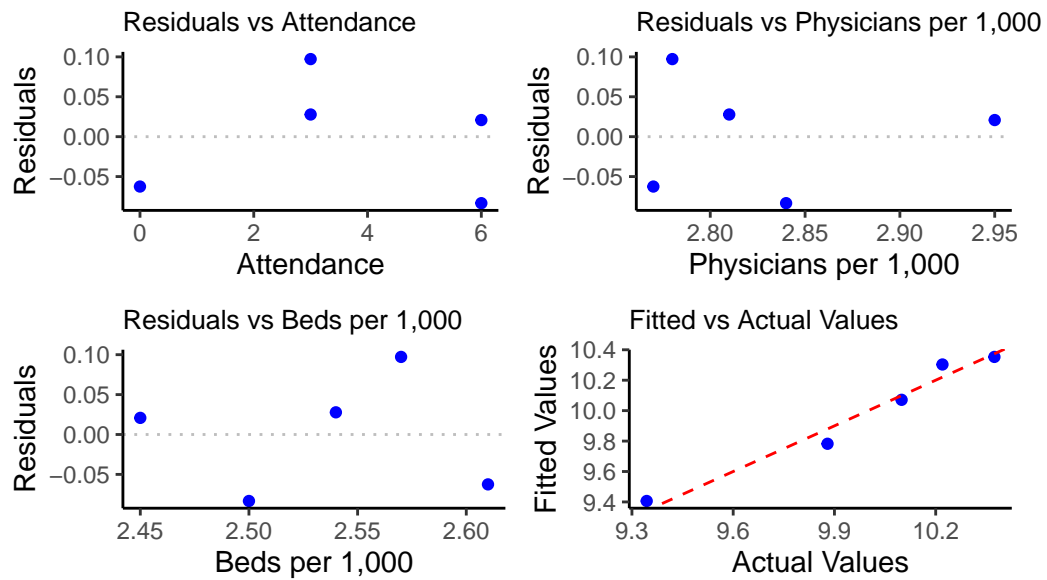 Residuals vs Attendance
Residuals
0.10
0.05
0.00
−0.05
0 2 4 6
Attendance
Residuals vs Physicians per 1,000
Residuals
0.10
0.05
0.00
−0.05
2.80 2.85 2.90 2.95
Physicians per 1,000
Residuals vs Beds per 1,000
Residuals
0.10
0.05
0.00
−0.05
2.45 2.50 2.55 2.60
Beds per 1,000
Fitted vs Actual Values
Fitted Values
10.4
10.2
10.0
9.8
9.6
9.4
9.3 9.6 9.9 10.2
Actual Values